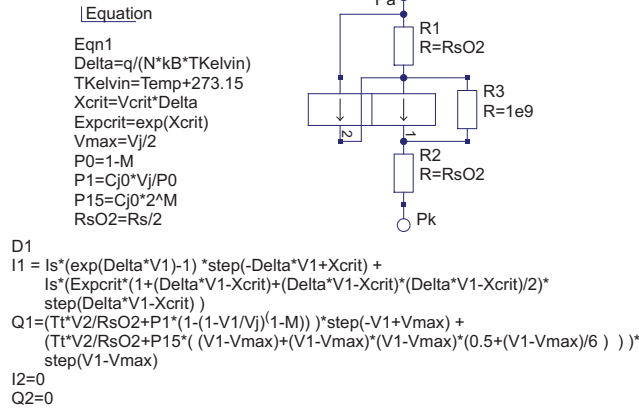 Equation
Pa
Eqn1
Delta=q/(N*kB*TKelvin)
TKelvin=Temp+273.15
Xcrit=Vcrit*Delta
Expcrit=exp(Xcrit)
Vmax=Vj/2
P0=1-M
P1=Cj0*Vj/P0
P15=Cj0*2^M
RsO2=Rs/2
R1
R=RsO2
R3
R=1e9
2
1
R2
R=RsO2
Pk
D1
I1 = Is*(exp(Delta*V1)-1) *step(-Delta*V1+Xcrit) +
Is*(Expcrit*(1+(Delta*V1-Xcrit)+(Delta*V1-Xcrit)*(Delta*V1-Xcrit)/2)*
step(Delta*V1-Xcrit) )
Q1=(Tt*V2/RsO2+P1*(1-(1-V1/Vj)^(1-M)) )*step(-V1+Vmax) +
(Tt*V2/RsO2+P15*( (V1-Vmax)+(V1-Vmax)*(V1-Vmax)*(0.5+(V1-Vmax)/6 ) ) )*
step(V1-Vmax)
I2=0
Q2=0